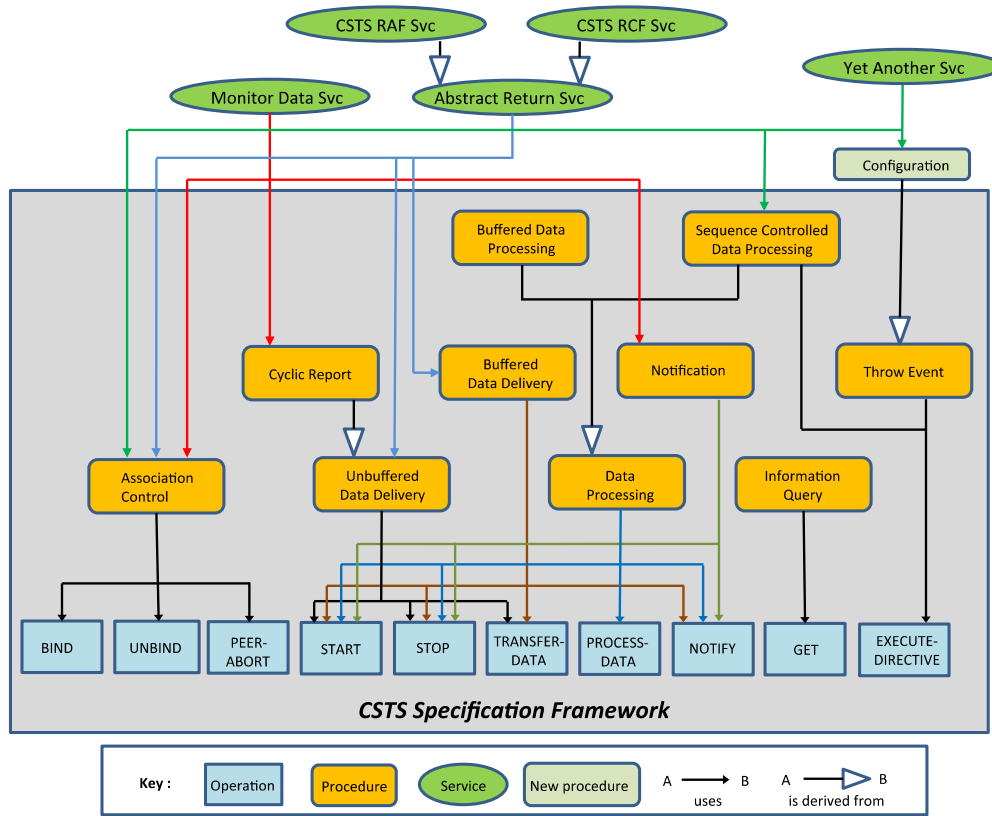 CSTS RAF Svc
CSTS RCF Svc
Yet Another Svc
Monitor Data Svc
Abstract Return Svc
Configuration
Buffered Data
Processing
Sequence Controlled
Data Processing
Cyclic Report
Buffered
Data Delivery
Notification
Throw Event
Association
Control
Unbuffered
Data Delivery
Data
Processing
Information
Query
BIND
UNBIND
PEER-
ABORT
START
STOP
TRANSFER-
DATA
PROCESS-
DATA
NOTIFY
GET
EXECUTE-
DIRECTIVE
CSTS Specification Framework
Key :
Operation
Procedure
Service
New procedure
A
B
uses
A
B
is derived from